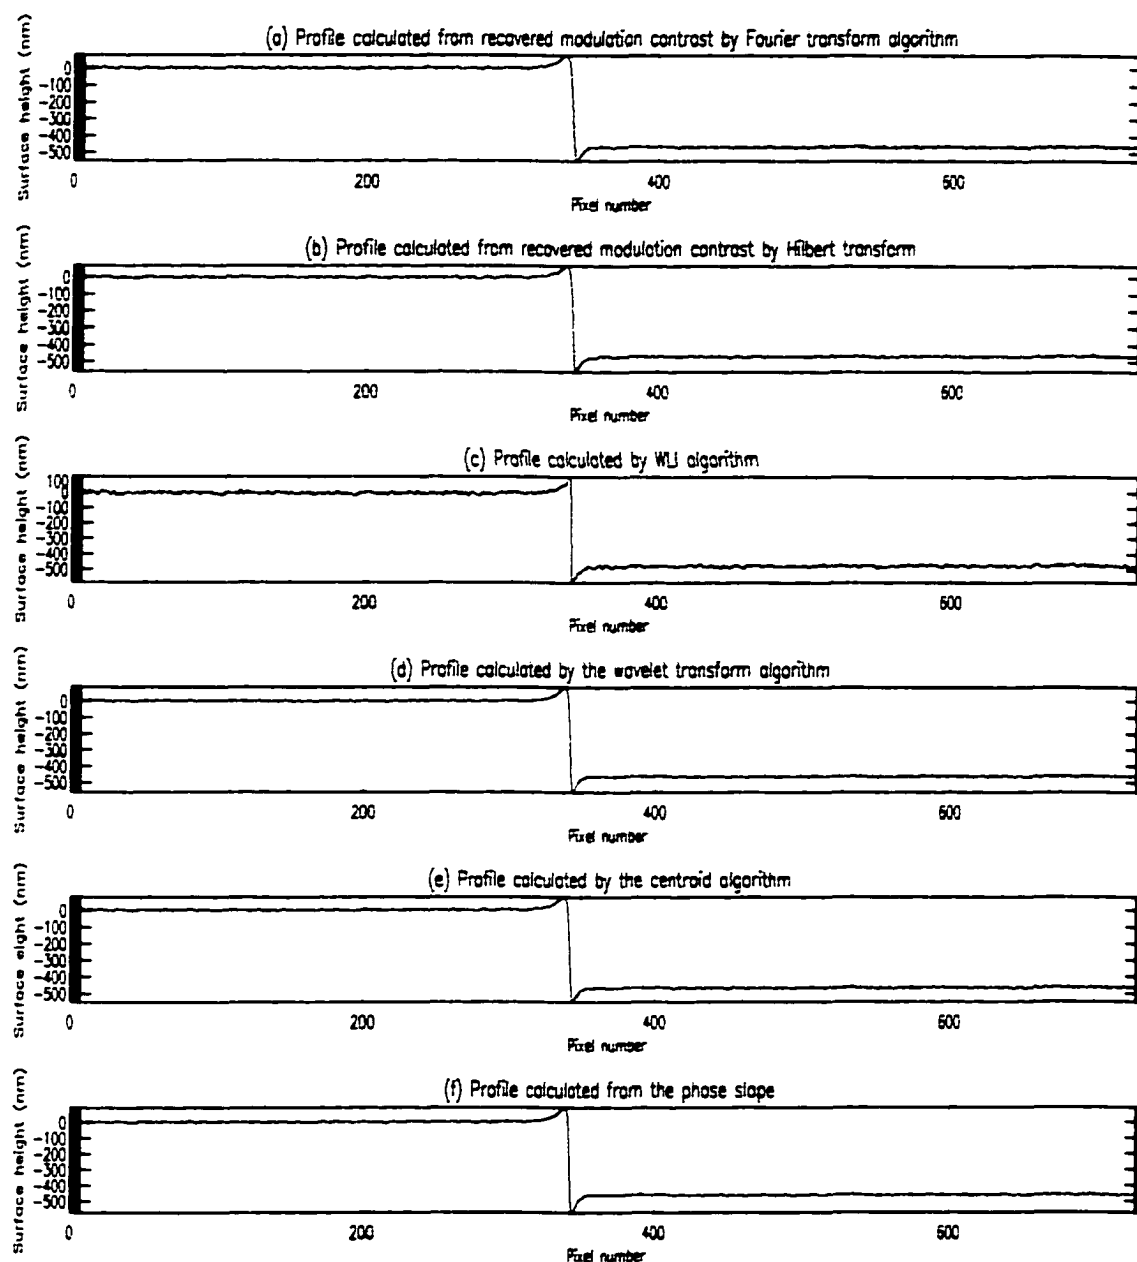 (a) Profile calculated from recovered modulation contrast by Fourier transform algorithm
Surface height (nm)
0
-100
-200
-300
-400
-500
0 200 400 600
Pixel number
(b) Profile calculated from recovered modulation contrast by Hilbert transform
Surface height (nm)
0
-100
-200
-300
-400
-500
0 200 400 600
Pixel number
(c) Profile calculated by WLI algorithm
Surface height (nm)
100
0
-100
-200
-300
-400
-500
0 200 400 600
Pixel number
(d) Profile calculated by the wavelet transform algorithm
Surface height (nm)
0
-100
-200
-300
-400
-500
0 200 400 600
Pixel number
(e) Profile calculated by the centroid algorithm
Surface eight (nm)
0
-100
-200
-300
-400
-500
0 200 400 600
Pixel number
(f) Profile calculated from the phase slope
Surface height (nm)
0
-100
-200
-300
-400
-500
0 200 400 600
Pixel number